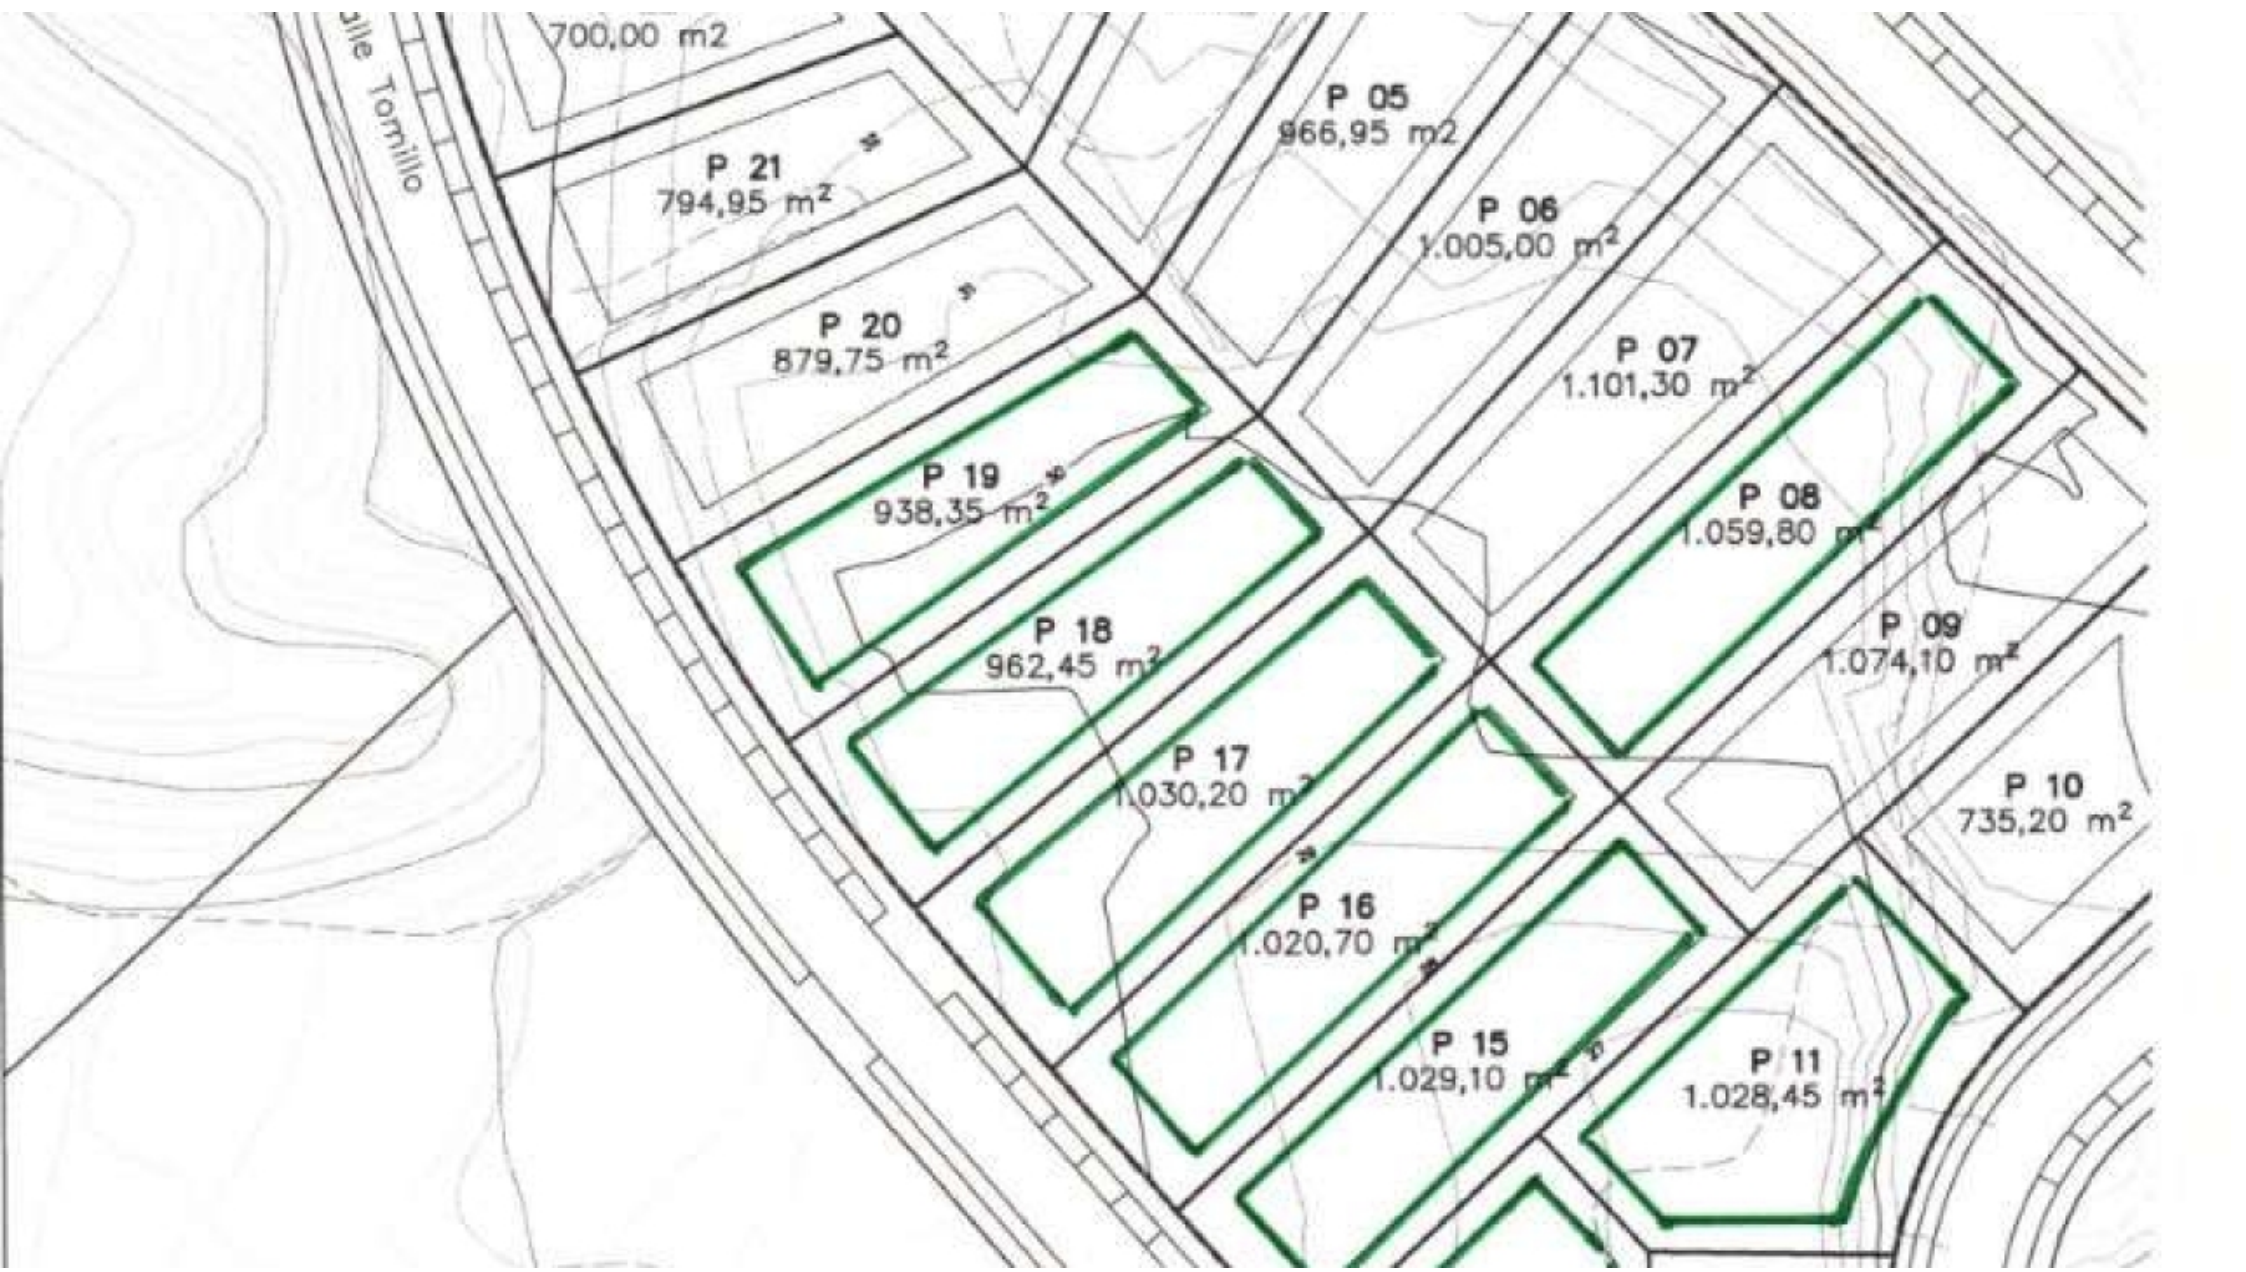 alle Tomillo
700,00 m2
P 05
966,95 m2
P 21
794,95 m²
P 06
1.005,00 m²
P 20
879,75 m²
P 07
1.101,30 m²
P 19
938,35 m²
P 08
1.059,80 m²
P 18
962,45 m²
P 09
1.074,10 m²
P 17
1.030,20 m²
P 10
735,20 m²
P 16
1.020,70 m²
P 15
1.029,10 m²
P 11
1.028,45 m²